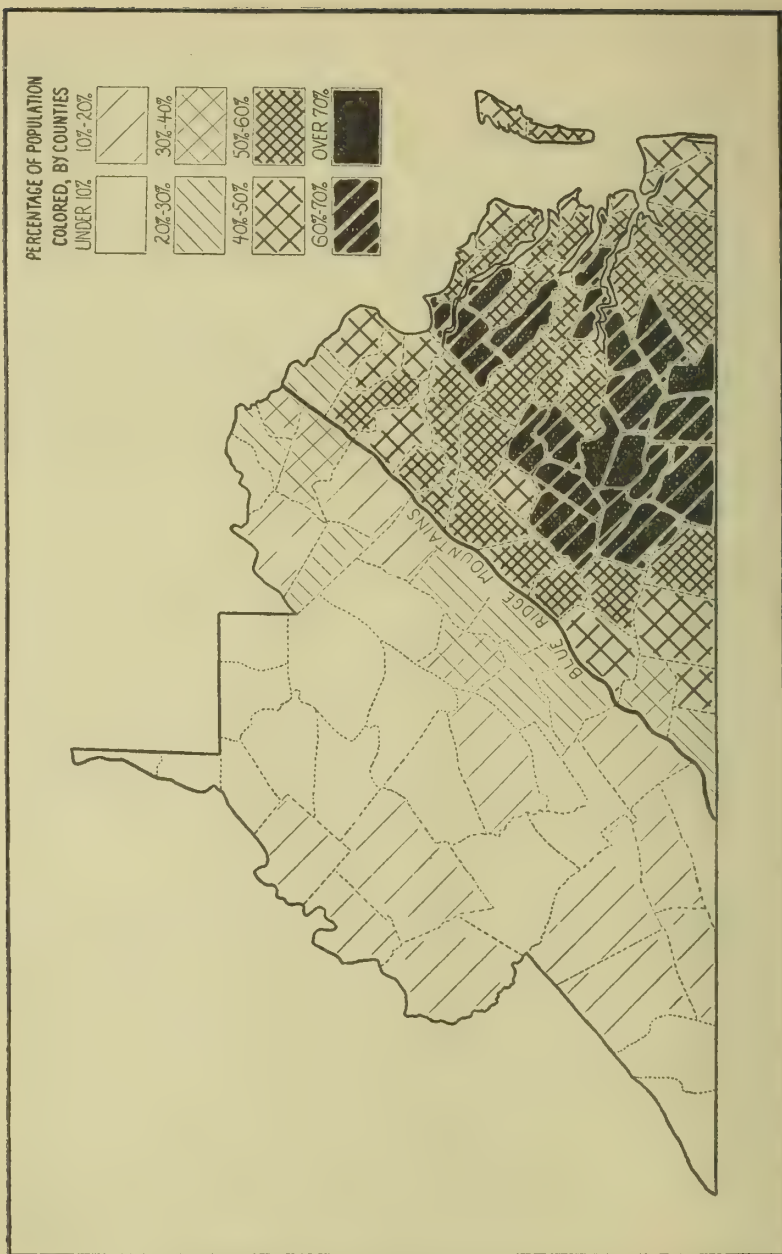 PERCENTAGE OF POPULATION
COLORED, BY COUNTIES
UNDER 10%
10%-20%
20%-30%
30%-40%
40%-50%
50%-60%
60%-70%
OVER 70%
BLUE RIDGE MOUNTAINS